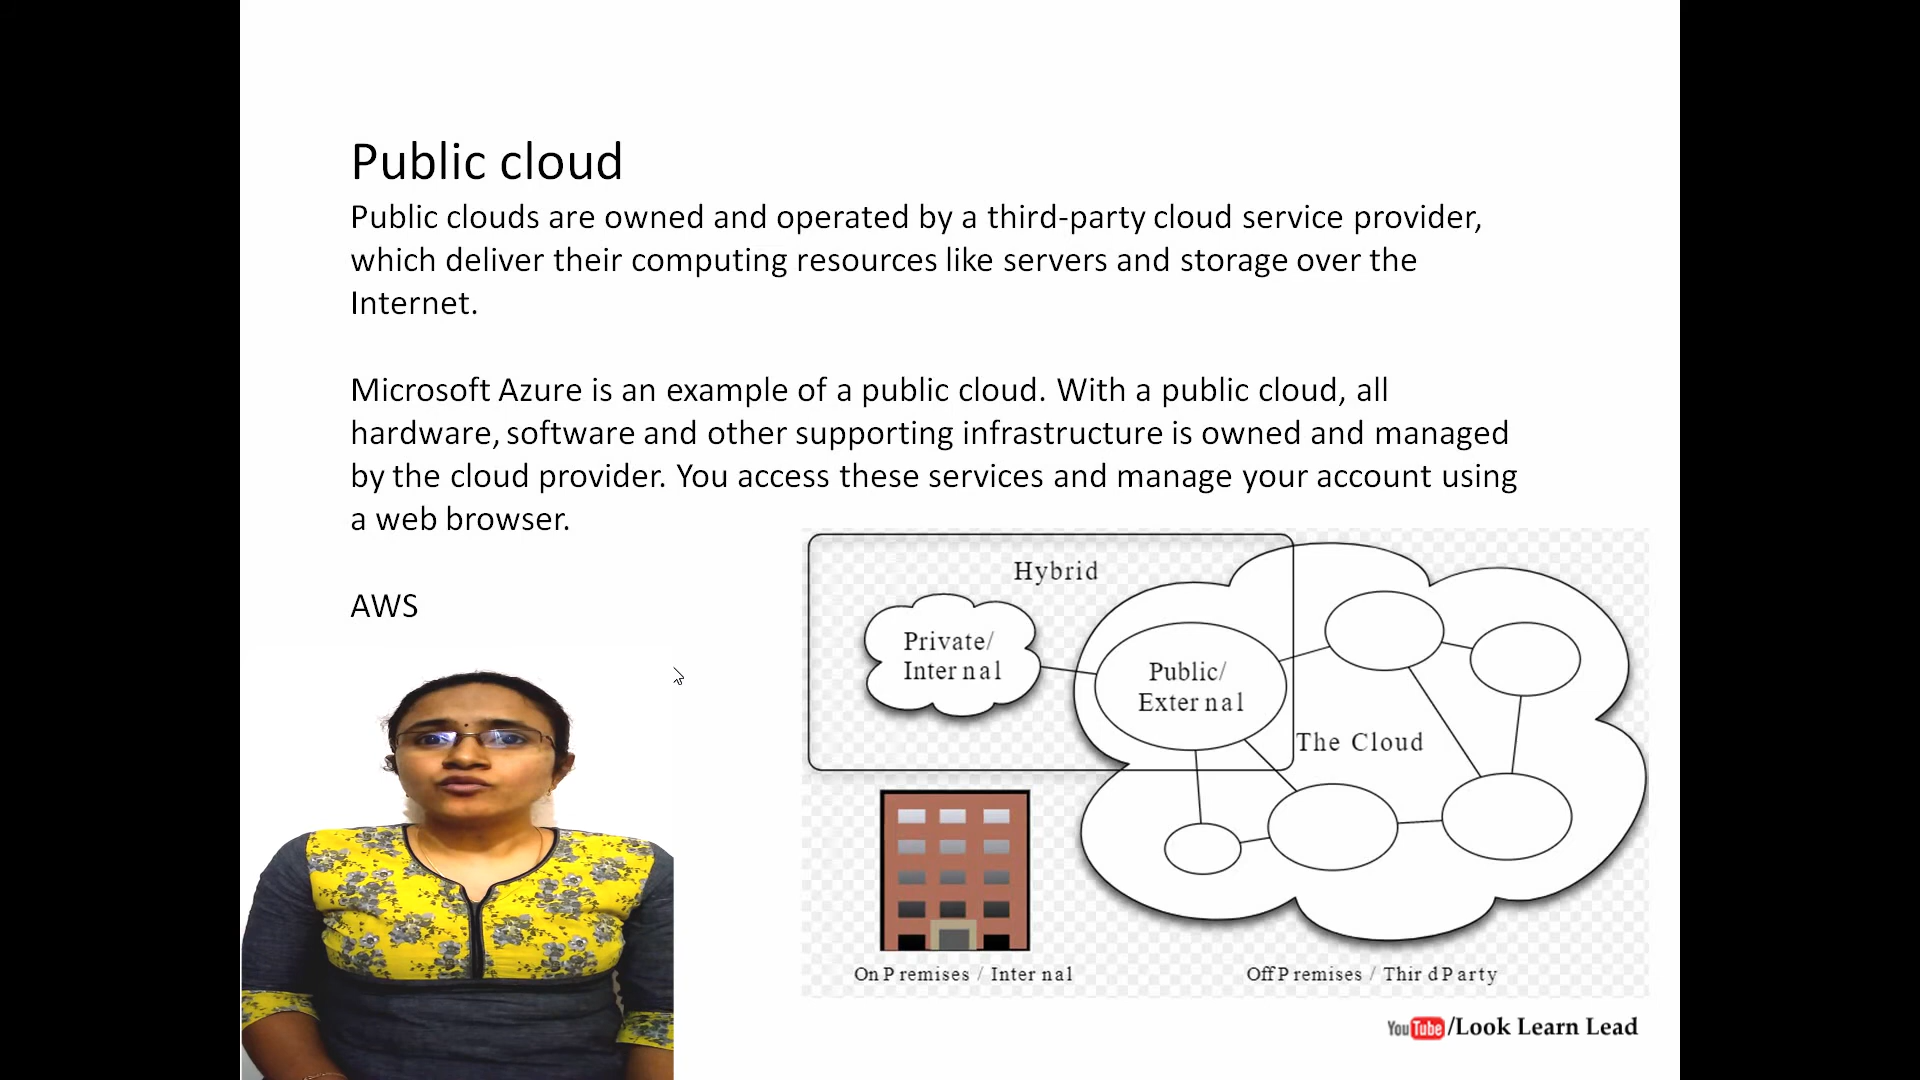 Public cloud
Public clouds are owned and operated by a third-party cloud service provider,
which deliver their computing resources like servers and storage over the
Internet.
Microsoft Azure is an example of a public cloud. With a public cloud, all
hardware, software and other supporting infrastructure is owned and managed
by the cloud provider. You access these services and manage your account using
a web browser.
AWS
Hybrid
Private/
Internal
Public/
External
The Cloud
On Premises / Internal
Off Premises / Third Party
YouTube/Look Learn Lead